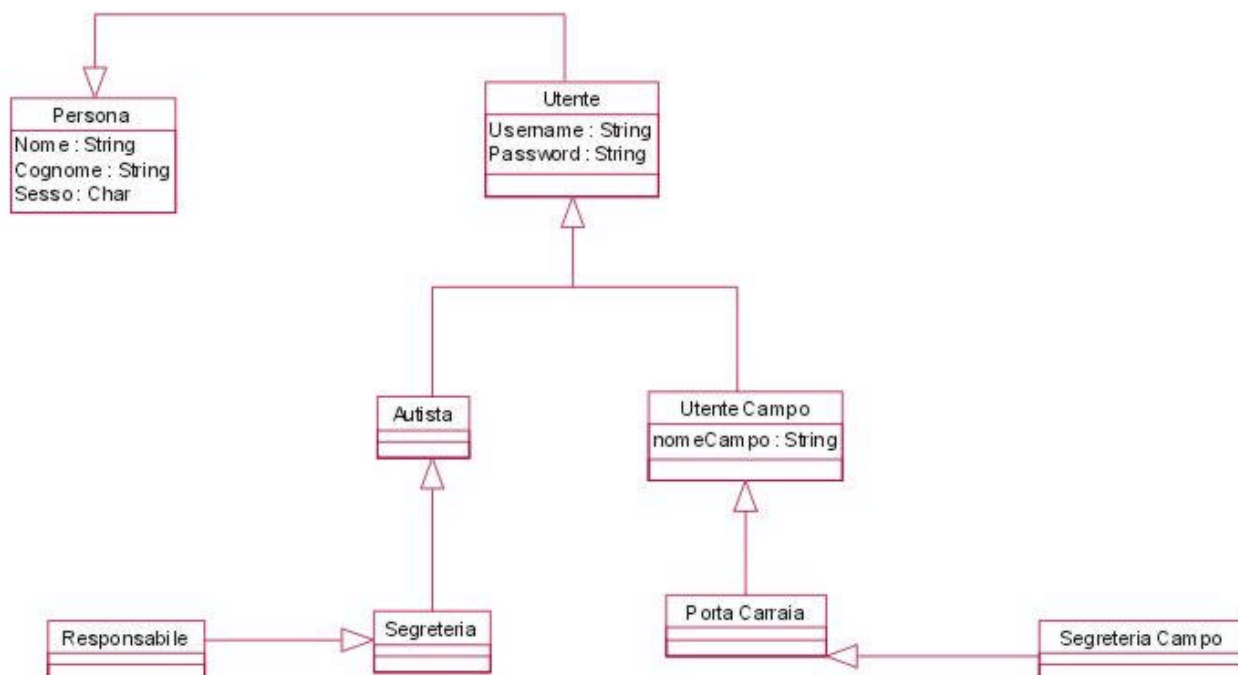 Persona
Nome : String
Cognome : String
Sesso : Char
Utente
Username : String
Password : String
Autista
Utente Campo
nomeCampo : String
Responsabile
Segreteria
Porta Carraia
Segreteria Campo